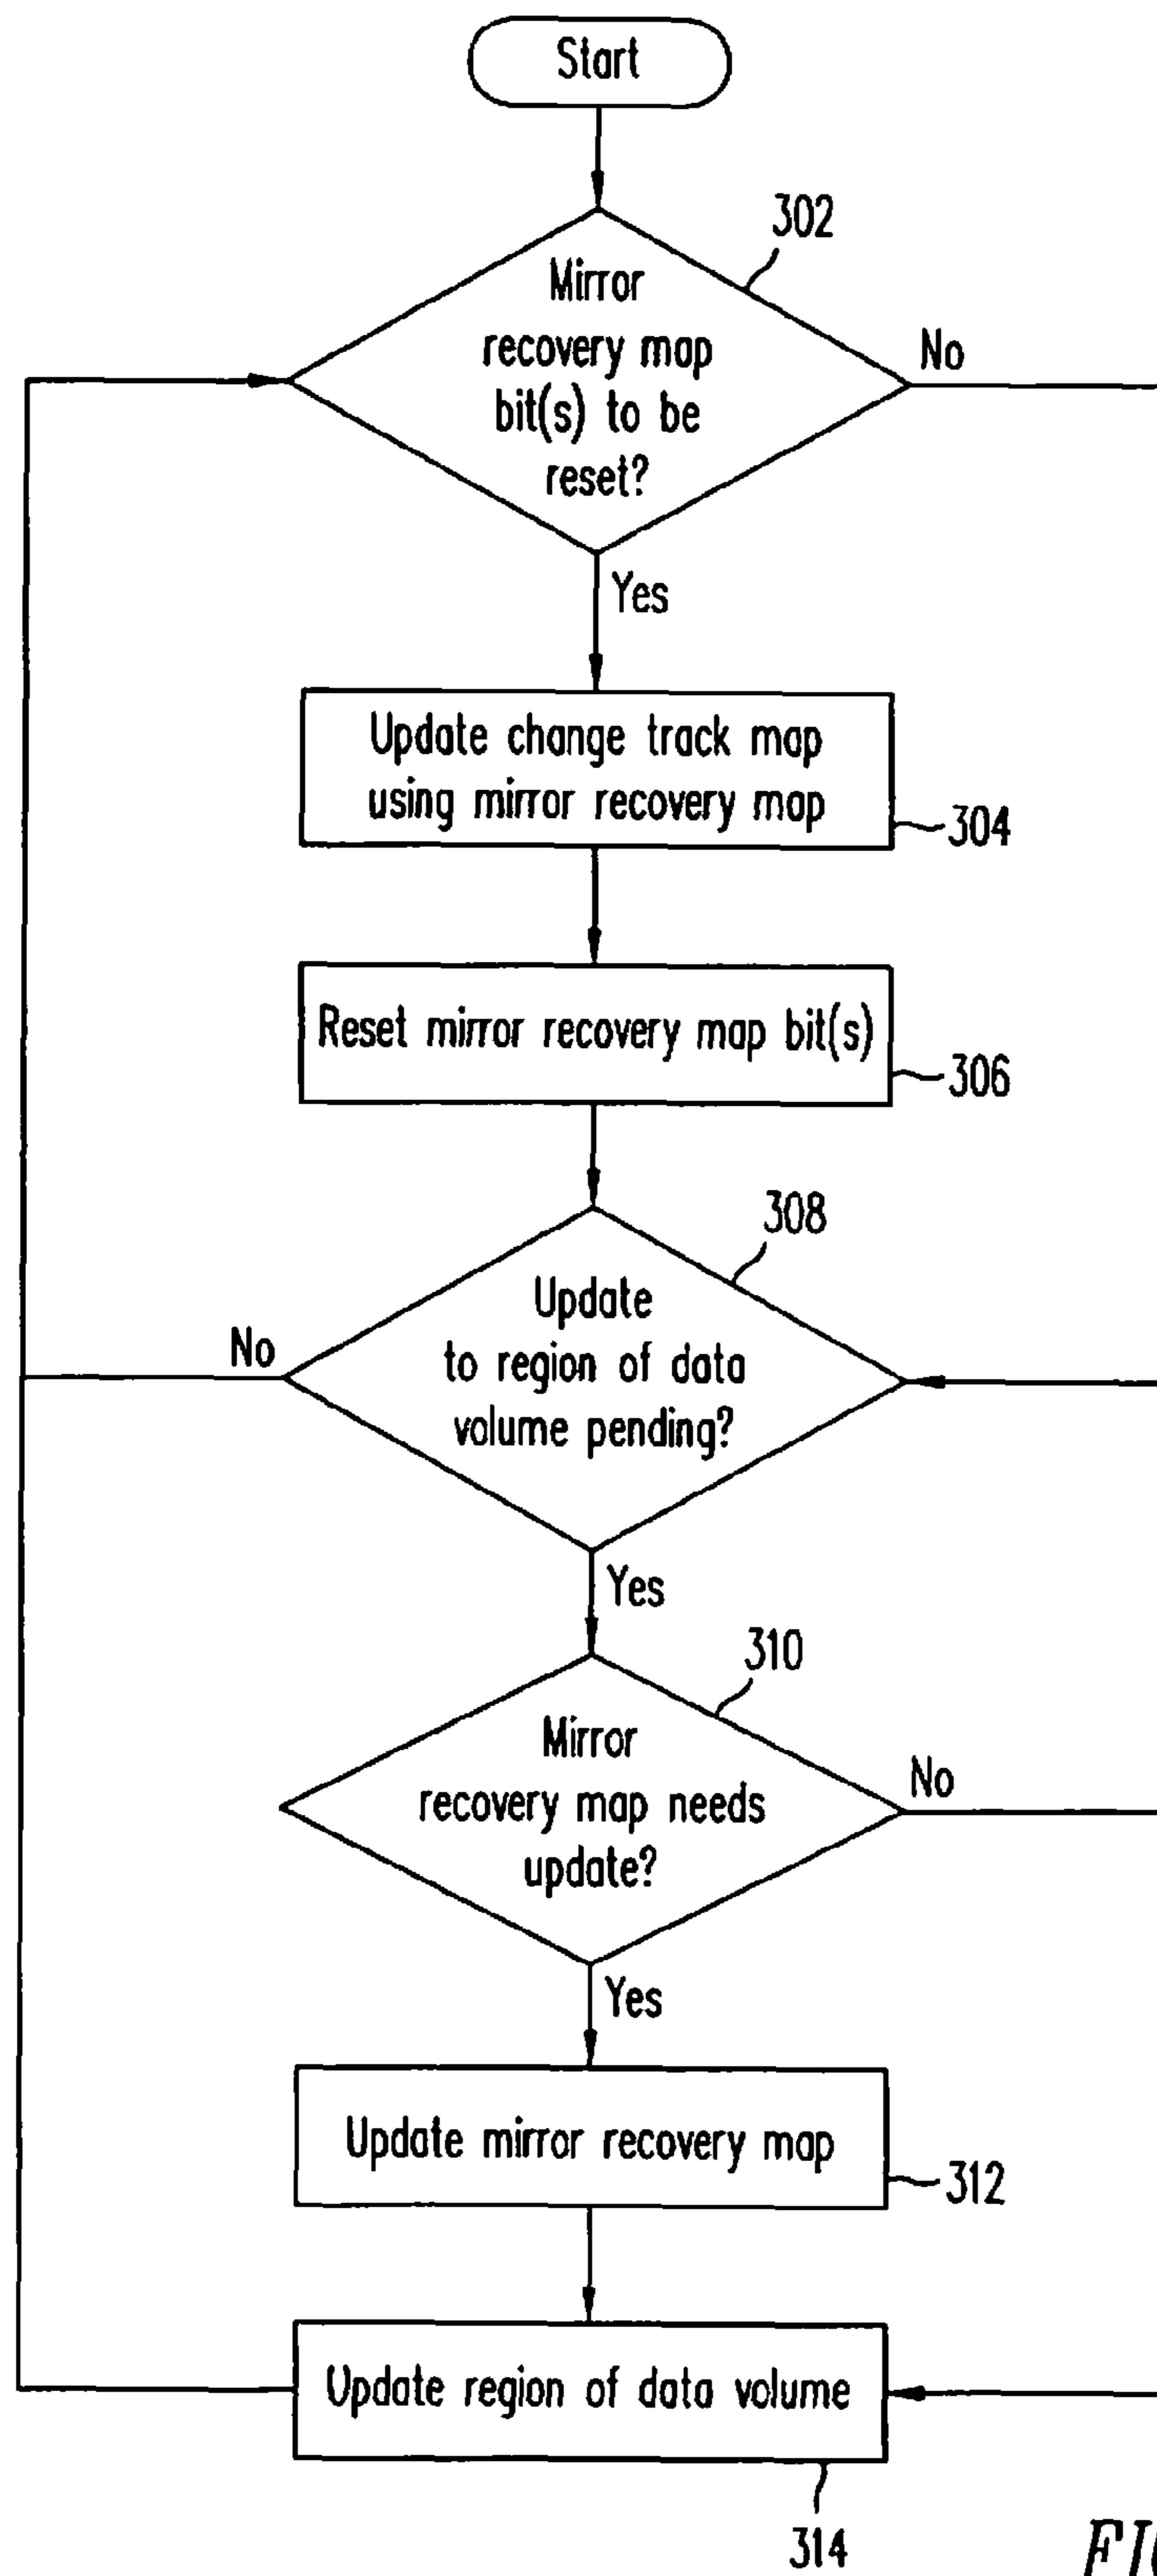 Start
302
Mirror
recovery map
bit(s) to be
reset?
No
Yes
Update change track map
using mirror recovery map
304
Reset mirror recovery map bit(s)
306
308
Update
to region of data
volume pending?
No
Yes
310
Mirror
recovery map needs
update?
No
Yes
Update mirror recovery map
312
Update region of data volume
314